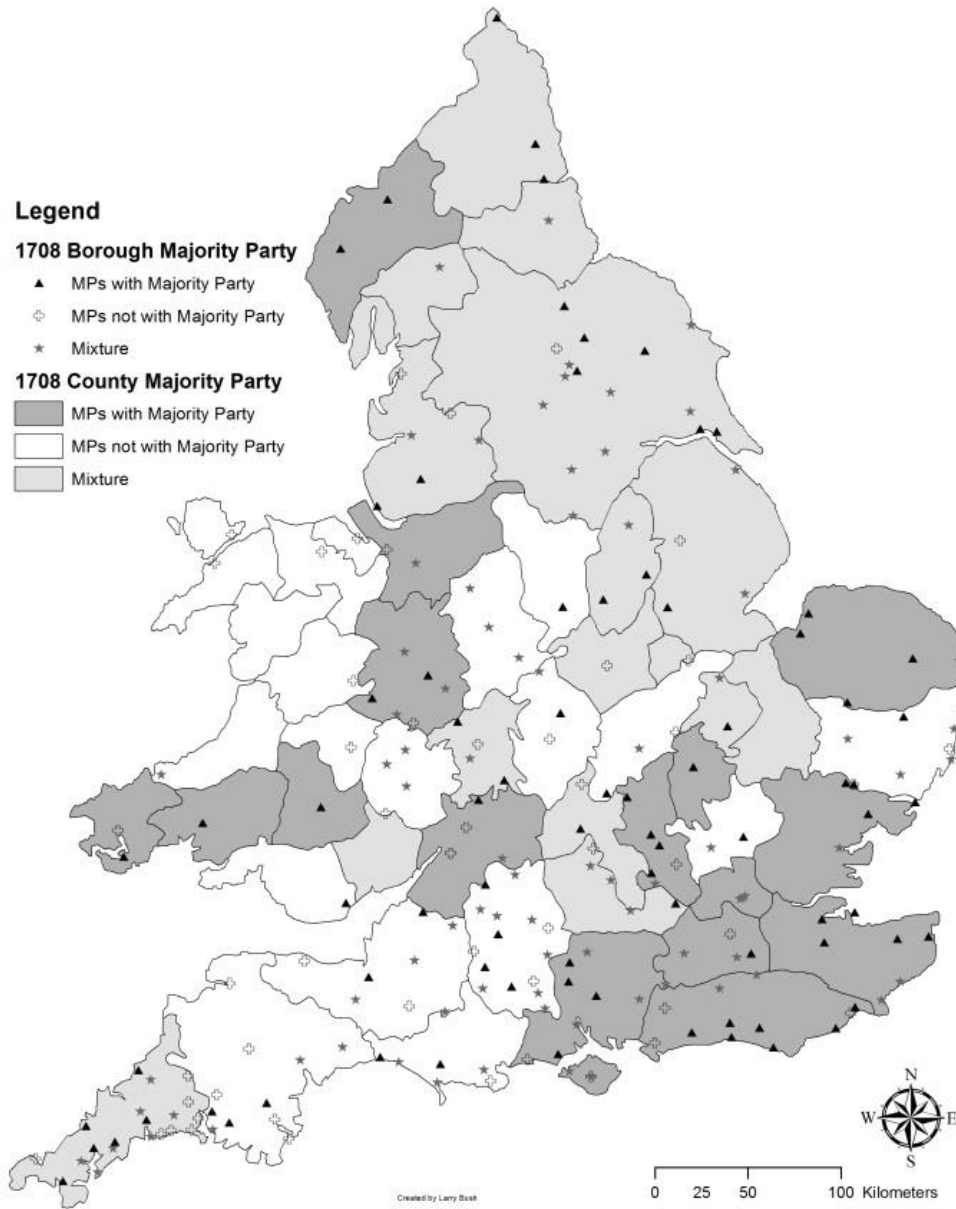 Legend
1708 Borough Majority Party
MPs with Majority Party
MPs not with Majority Party
Mixture
1708 County Majority Party
MPs with Majority Party
MPs not with Majority Party
Mixture
N
W E
S
0 25 50 100 Kilometers
Created by Larry Bush